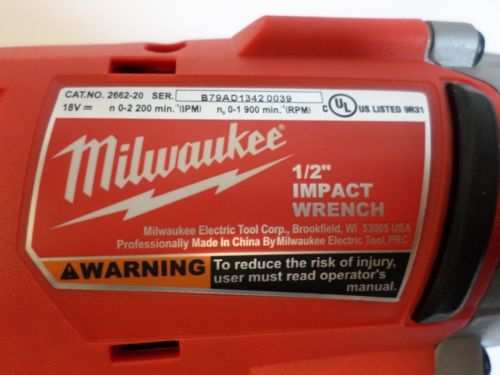 CAT.NO. 2662-20 SER. B79AD1342 0039
18V n 0-2 200 min.⁻¹(IPM) n₀ 0-1 900 min.⁻¹(RPM) C UL US LISTED 9R31
Milwaukee
1/2"
IMPACT
WRENCH
Milwaukee Electric Tool Corp., Brookfield, WI 53005 USA
Professionally Made In China By Milwaukee Electric Tool, PRC
WARNING To reduce the risk of injury,
user must read operator's
manual.